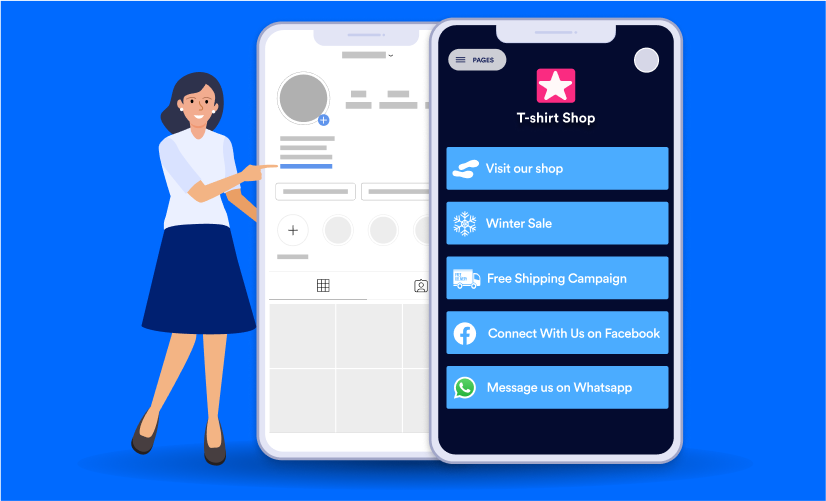 PAGES
T-shirt Shop
Visit our shop
Winter Sale
Free Shipping Campaign
Connect With Us on Facebook
Message us on Whatsapp